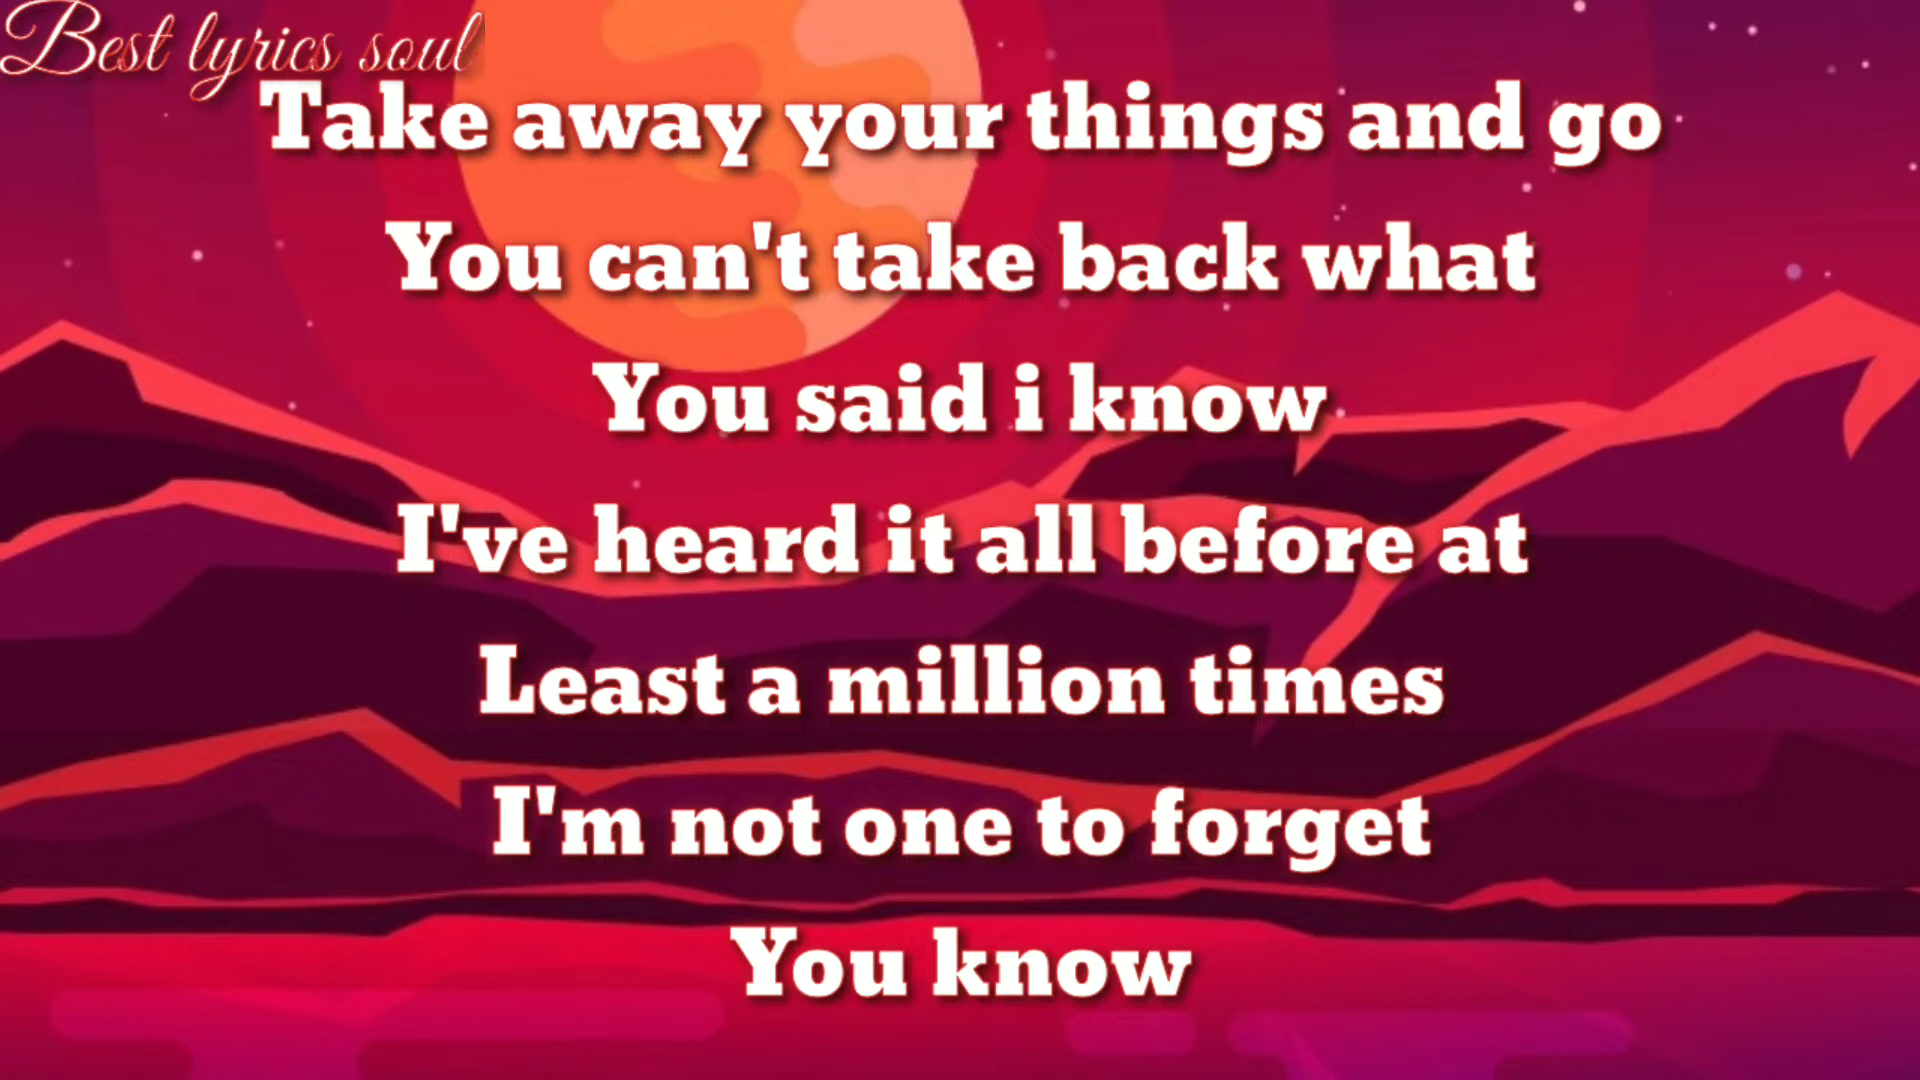 Best lyrics soul
Take away your things and go
You can't take back what
You said i know
I've heard it all before at
Least a million times
I'm not one to forget
You know